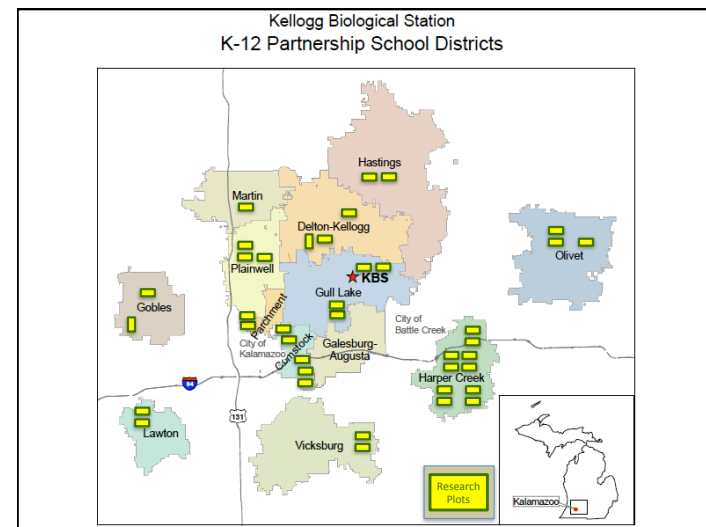 Kellogg Biological Station
K-12 Partnership School Districts
Hastings
Martin
Delton-Kellogg
Olivet
Plainwell
KBS
Gull Lake
Gobles
Parchment
City of
Battle Creek
City of
Kalamazoo
Comstock
Galesburg-
Augusta
Harper Creek
94
131
Lawton
Vicksburg
Research
Plots
Kalamazoo